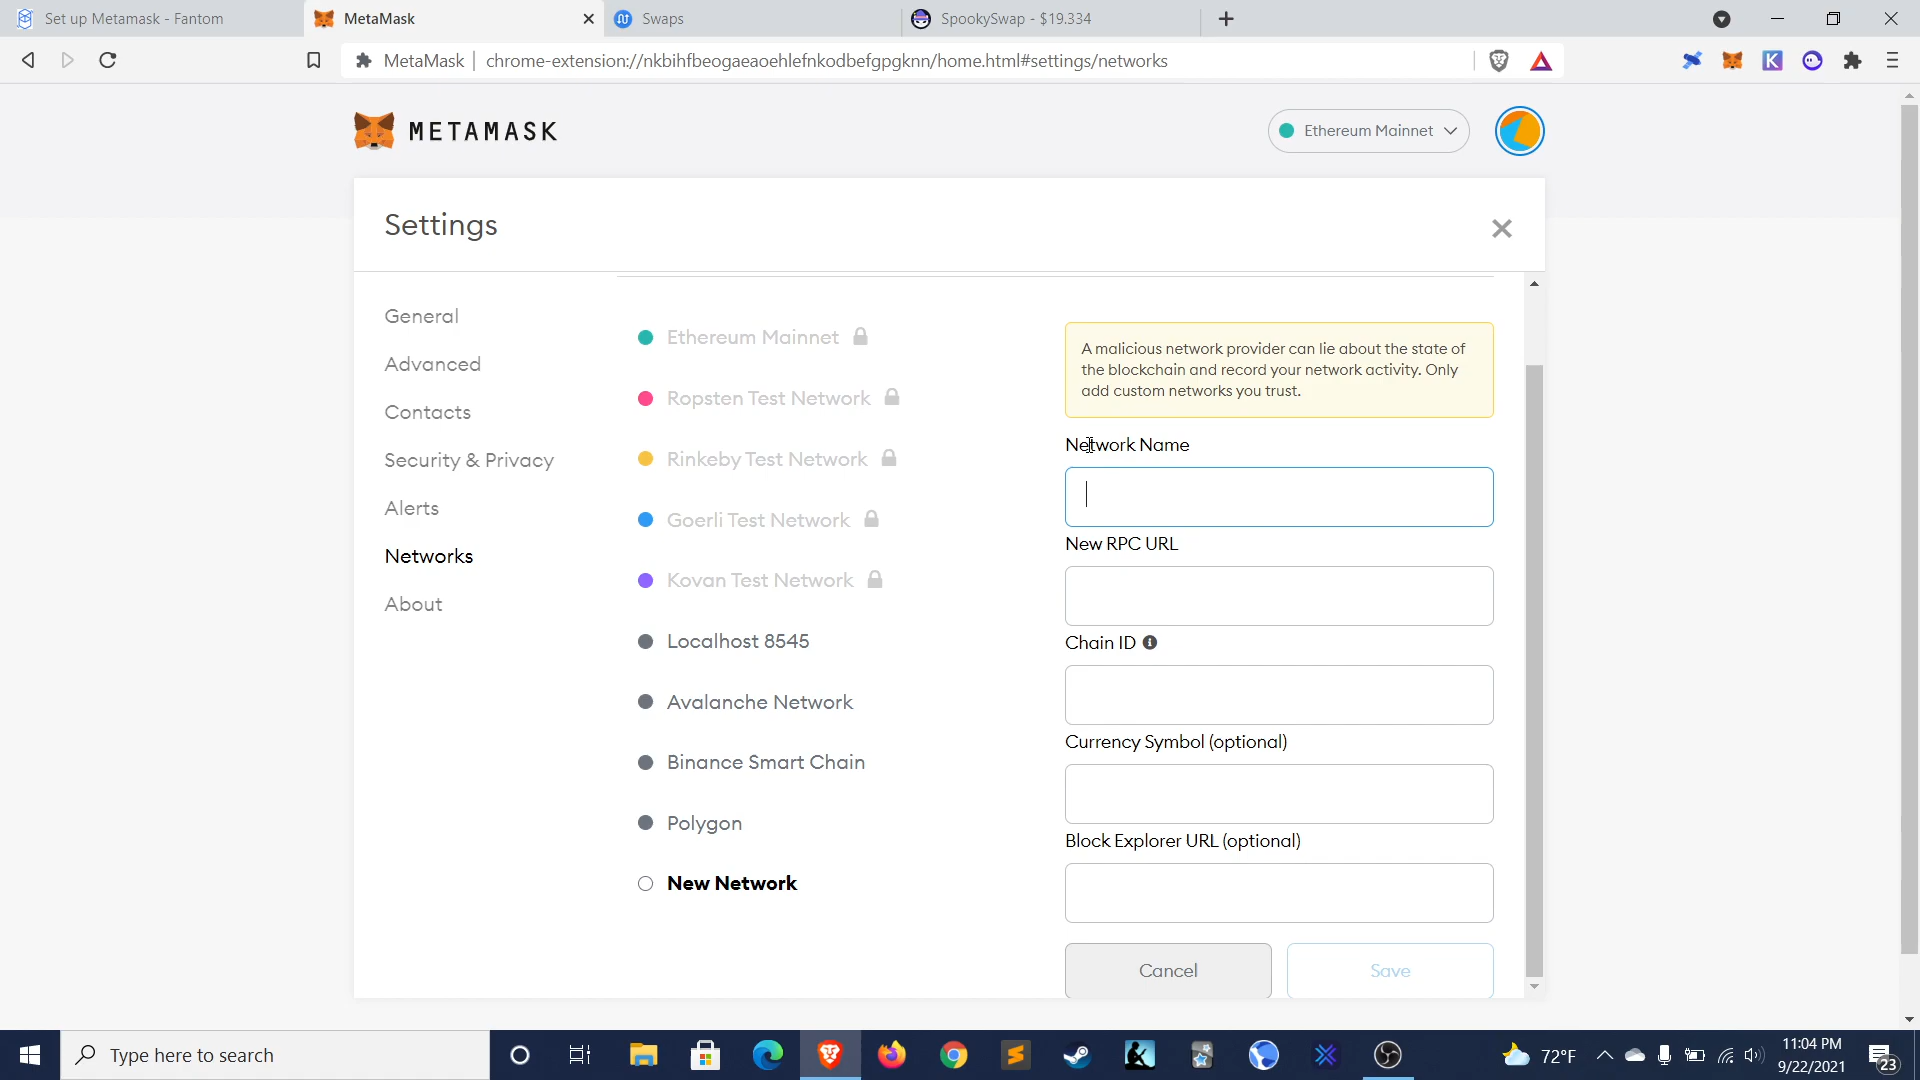 Set up Metamask - Fantom
MetaMask
Swaps
SpookySwap - $19.334
MetaMask | chrome-extension://nkbihfbeogaeaoehlefnkodbefgpgknn/home.html#settings/networks
METAMASK
Ethereum Mainnet
Settings
General
Advanced
Contacts
Security & Privacy
Alerts
Networks
About
Ethereum Mainnet
Ropsten Test Network
Rinkeby Test Network
Goerli Test Network
Kovan Test Network
Localhost 8545
Avalanche Network
Binance Smart Chain
Polygon
New Network
A malicious network provider can lie about the state of
the blockchain and record your network activity. Only
add custom networks you trust.
Network Name
New RPC URL
Chain ID
Currency Symbol (optional)
Block Explorer URL (optional)
Cancel
Save
Type here to search
72°F
11:04 PM
9/22/2021
23